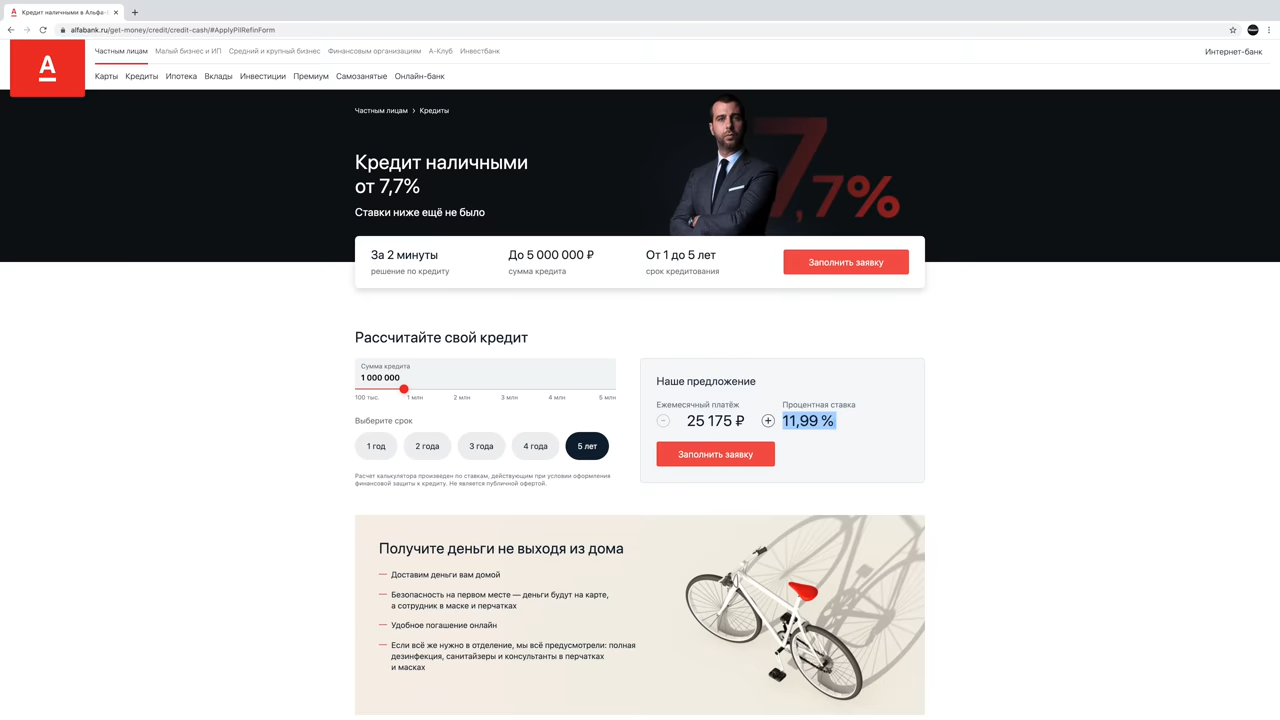 Кредит наличными в Альфа-
alfabank.ru/get-money/credit/credit-cash/#ApplyPilRefinForm
Частным лицам Малый бизнес и ИП Средний и крупный бизнес Финансовым организациям А-Клуб Инвестбанк
Интернет-банк
Карты Кредиты Ипотека Вклады Инвестиции Премиум Самозанятые Онлайн-банк
Частным лицам › Кредиты
Кредит наличными
от 7,7%
Ставки ниже ещё не было
7,7%
За 2 минуты
решение по кредиту
До 5 000 000 ₽
сумма кредита
От 1 до 5 лет
срок кредитования
Заполнить заявку
Рассчитайте свой кредит
Сумма кредита
1 000 000
100 тыс. 1 млн 2 млн 3 млн 4 млн 5 млн
Выберите срок
1 год 2 года 3 года 4 года 5 лет
Расчет калькулятора произведен по ставкам, действующим при условии оформления
финансовой защиты к кредиту. Не является публичной офертой.
Наше предложение
Ежемесячный платёж
25 175 ₽
Процентная ставка
11,99 %
Заполнить заявку
Получите деньги не выходя из дома
— Доставим деньги вам домой
— Безопасность на первом месте — деньги будут на карте,
а сотрудник в маске и перчатках
— Удобное погашение онлайн
— Если всё же нужно в отделение, мы всё предусмотрели: полная
дезинфекция, санитайзеры и консультанты в перчатках
и масках